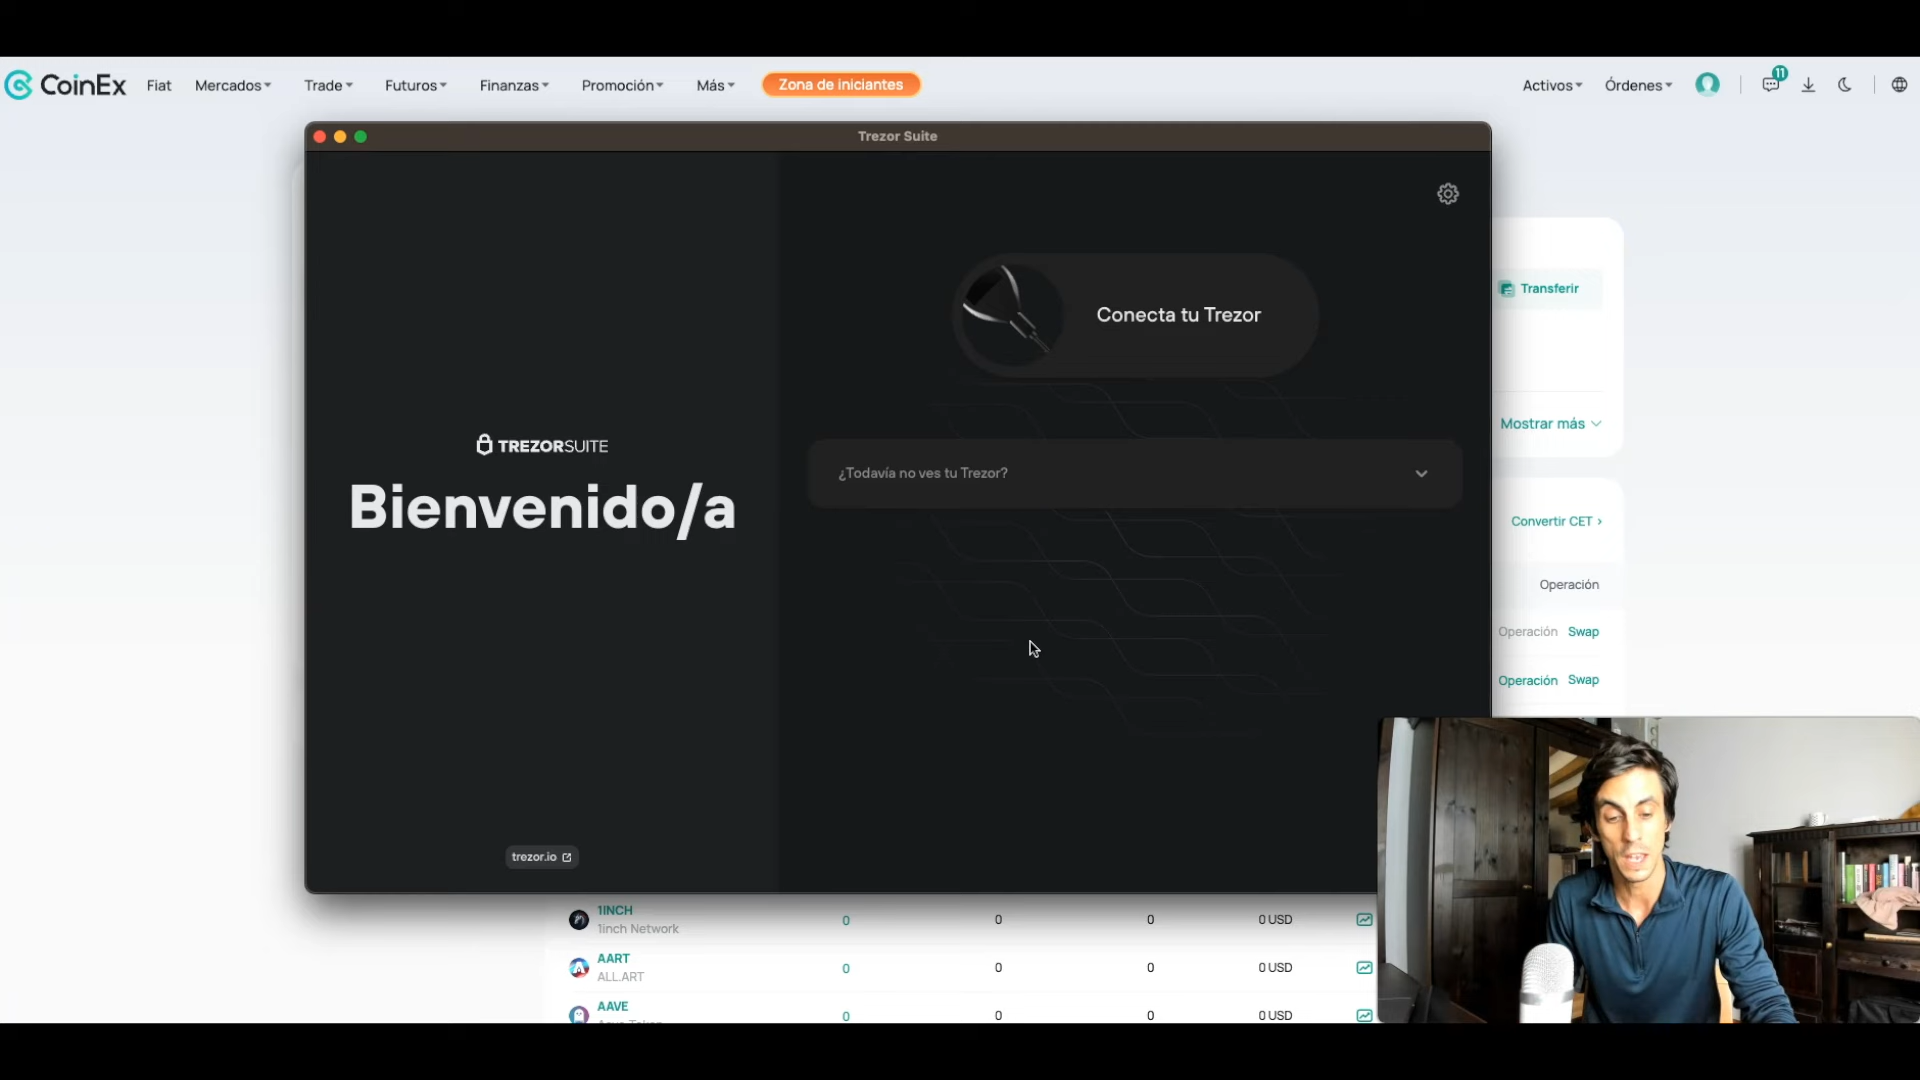 CoinEx Fiat Mercados Trade Futuros Finanzas Promoción Más Zona de iniciantes Activos Órdenes 11
Trezor Suite
Transferir
Conecta tu Trezor
Mostrar más
TREZORSUITE
¿Todavía no ves tu Trezor?
Bienvenido/a
Convertir CET >
Operación
Operación Swap
Operación Swap
trezor.io
1INCH
1inch Network
0 0 0 0 USD
AART
ALL.ART
0 0 0 0 USD
AAVE
0 0 0 0 USD